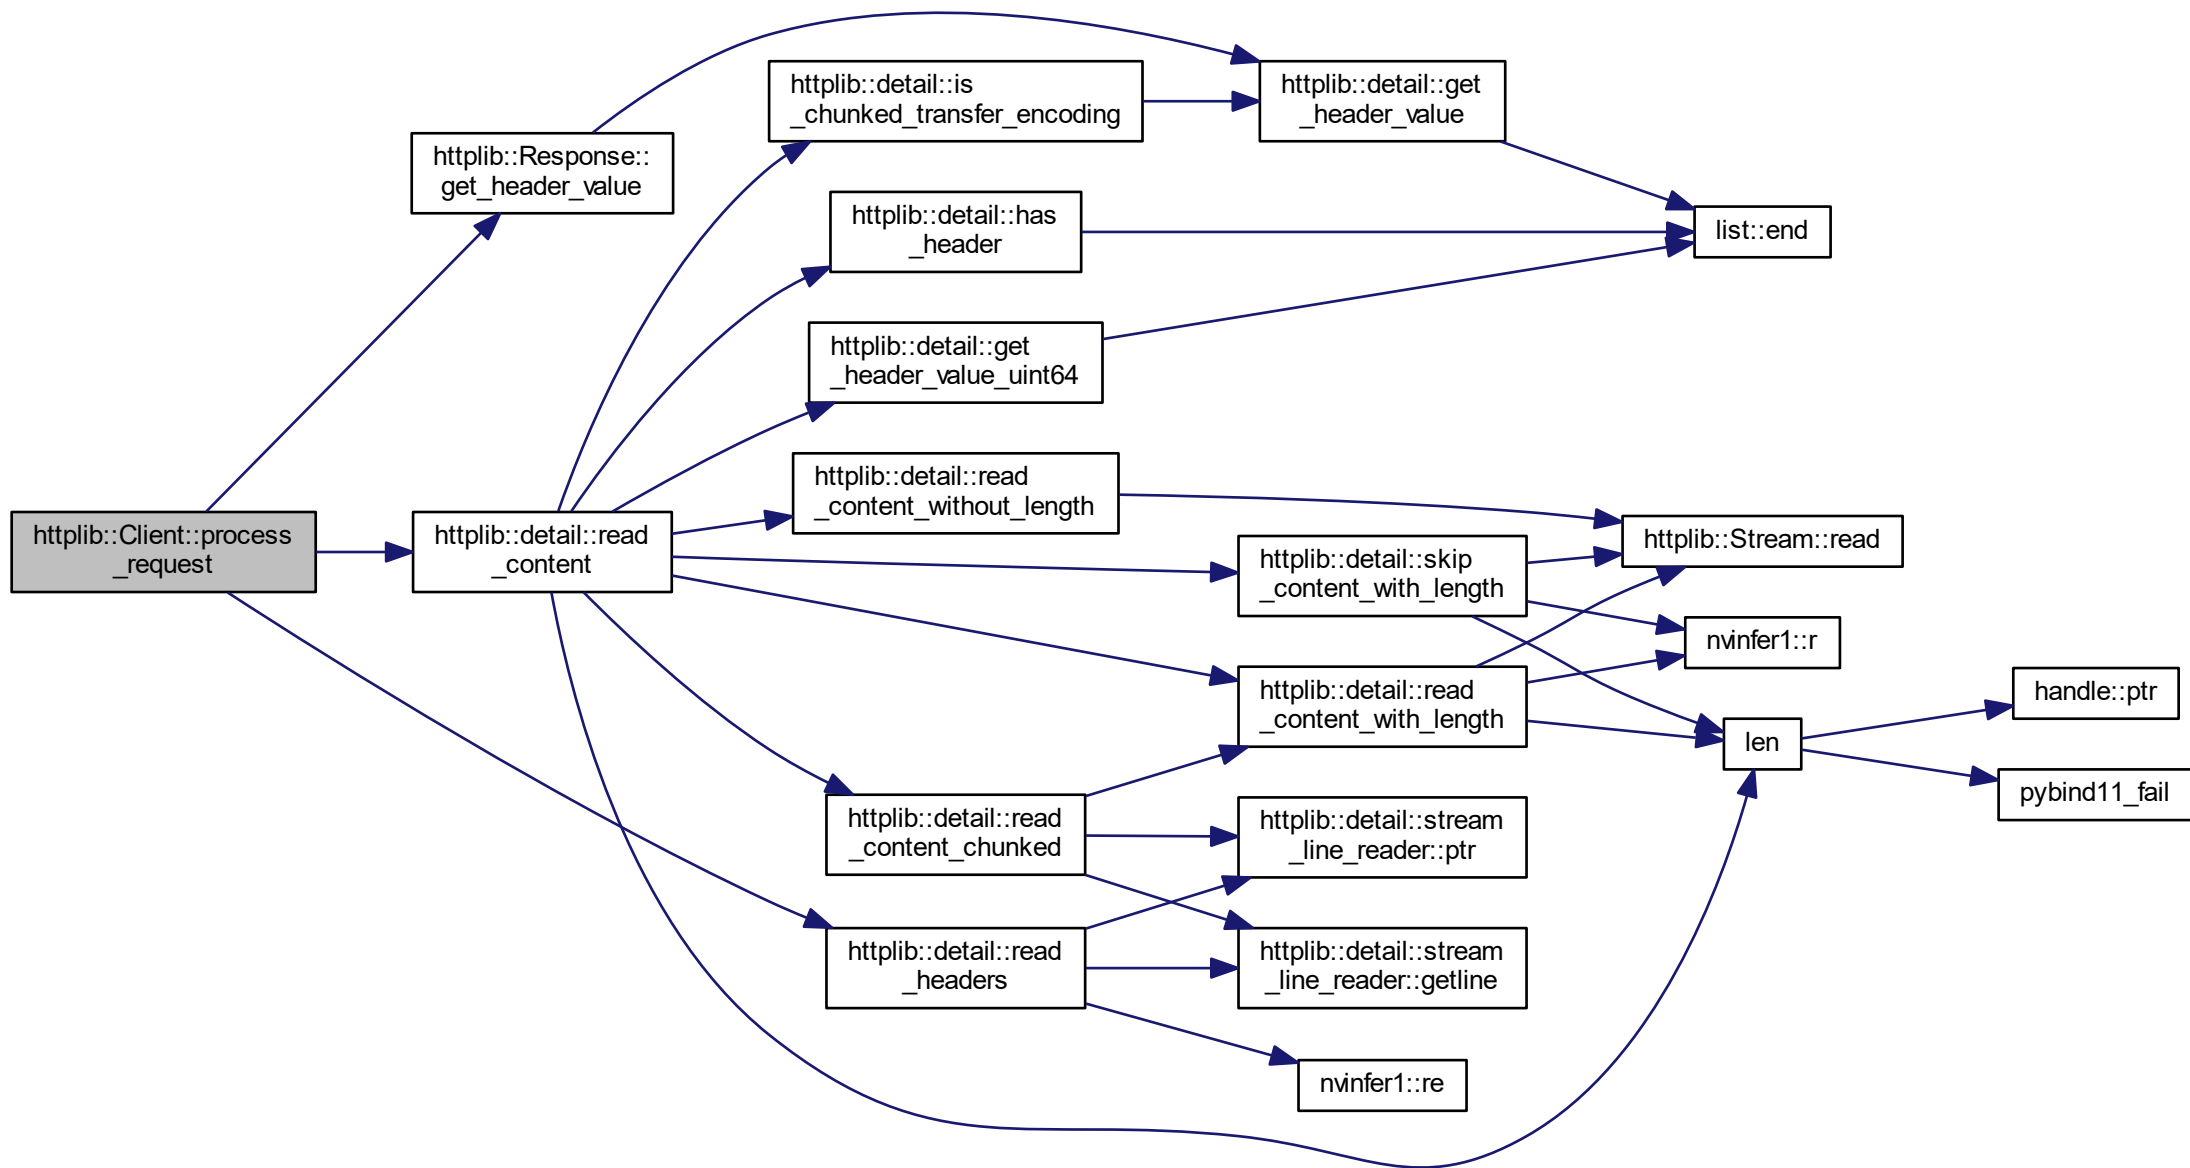 httplib::Client::process
_request
httplib::Response::
get_header_value
httplib::detail::read
_content
httplib::detail::is
_chunked_transfer_encoding
httplib::detail::has
_header
httplib::detail::get
_header_value_uint64
httplib::detail::read
_content_without_length
httplib::detail::read
_content_chunked
httplib::detail::read
_headers
httplib::detail::get
_header_value
httplib::detail::skip
_content_with_length
httplib::detail::read
_content_with_length
httplib::detail::stream
_line_reader::ptr
httplib::detail::stream
_line_reader::getline
nvinfer1::re
list::end
httplib::Stream::read
nvinfer1::r
len
handle::ptr
pybind11_fail